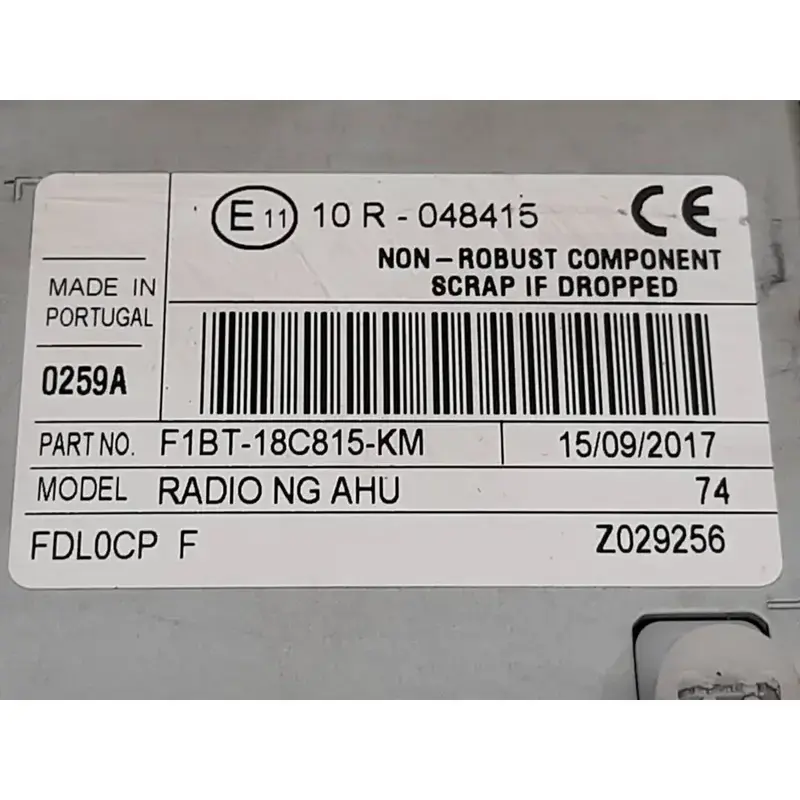 E 11 10 R - 048415 CE
NON-ROBUST COMPONENT
SCRAP IF DROPPED
MADE IN
PORTUGAL
0259A
PART NO. F1BT-18C815-KM 15/09/2017
MODEL RADIO NG AHU 74
FDL0CP F Z029256